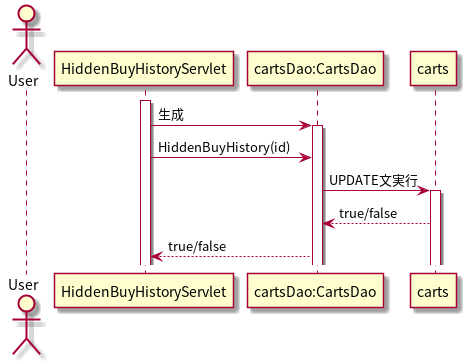 User
HiddenBuyHistoryServlet
cartsDao:CartsDao
carts
生成
HiddenBuyHistory(id)
UPDATE文実行
true/false
true/false
User
HiddenBuyHistoryServlet
cartsDao:CartsDao
carts